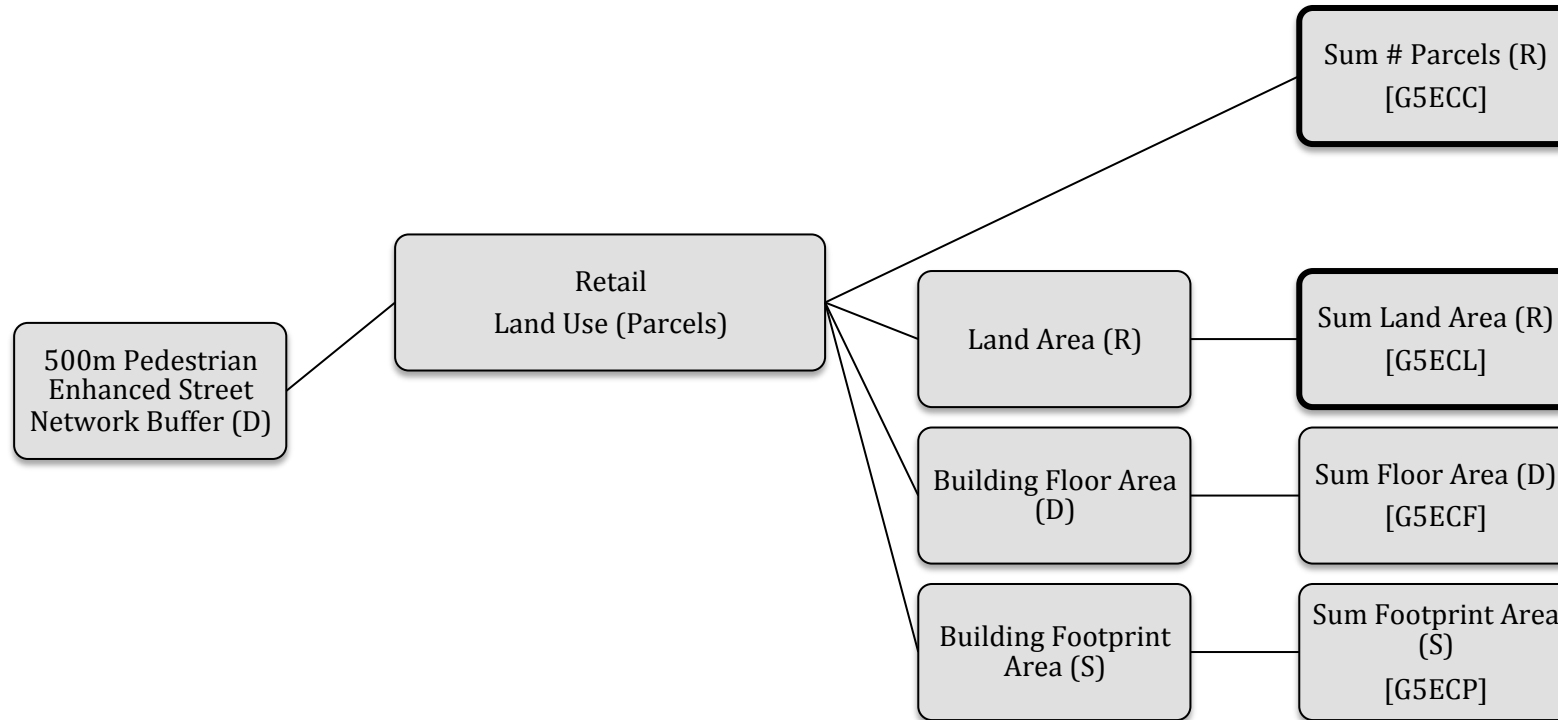 Sum # Parcels (R)
[G5ECC]
Retail
Land Use (Parcels)
500m Pedestrian
Enhanced Street
Network Buffer (D)
Land Area (R)
Sum Land Area (R)
[G5ECL]
Building Floor Area
(D)
Sum Floor Area (D)
[G5ECF]
Building Footprint
Area (S)
Sum Footprint Area
(S)
[G5ECP]